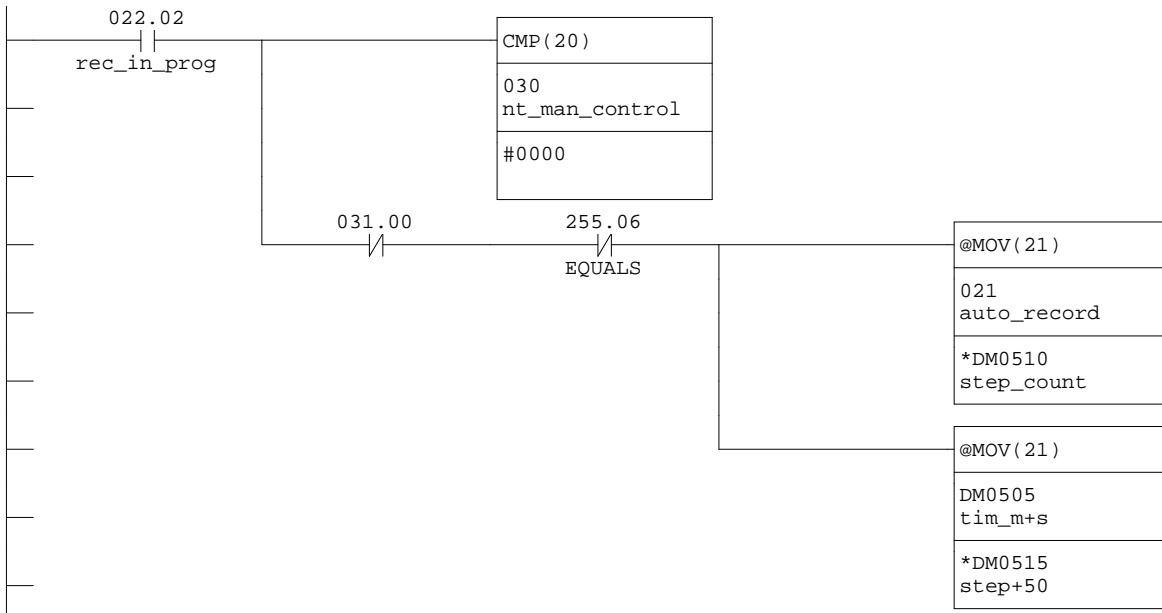 022.02
rec_in_prog
CMP(20)
030
nt_man_control
#0000
031.00
255.06
EQUALS
@MOV(21)
021
auto_record
*DM0510
step_count
@MOV(21)
DM0505
tim_m+s
*DM0515
step+50